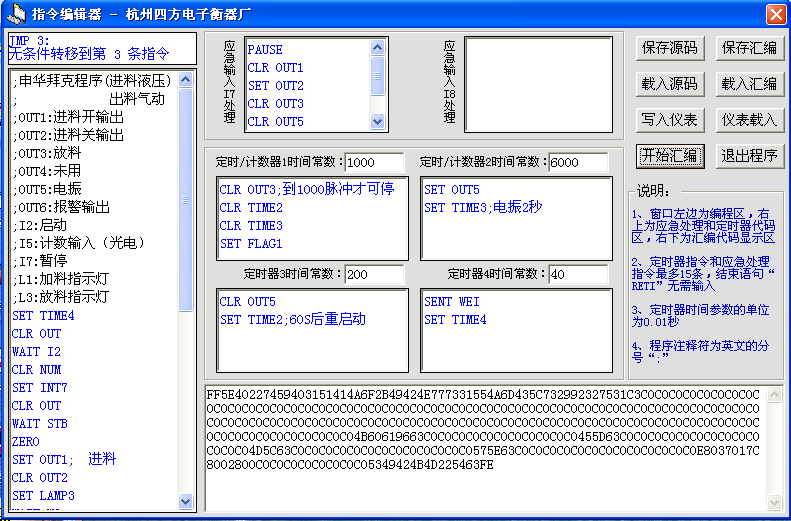 指令编辑器 - 杭州四方电子衡器厂
JMP 3:
无条件转移到第 3 条指令
;申华拜克程序(进料液压)
; 出料气动
;OUT1:进料开输出
;OUT2:进料关输出
;OUT3:放料
;OUT4:未用
;OUT5:电振
;OUT6:报警输出
;I2:启动
;I5:计数输入（光电）
;I7:暂停
;L1:加料指示灯
;L3:放料指示灯
SET TIME4
CLR OUT
WAIT I2
CLR NUM
SET INT7
CLR OUT
WAIT STB
ZERO
SET OUT1; 进料
CLR OUT2
SET LAMP3
应急输入I7处理
PAUSE
CLR OUT1
SET OUT2
CLR OUT3
CLR OUT5
应急输入I8处理
定时/计数器1时间常数：1000
CLR OUT3;到1000脉冲才可停
CLR TIME2
CLR TIME3
SET FLAG1
定时/计数器2时间常数：6000
SET OUT5
SET TIME3;电振2秒
定时器3时间常数：200
CLR OUT5
SET TIME2;60S后重启动
定时器4时间常数：40
SENT WEI
SET TIME4
保存源码 保存汇编
载入源码 载入汇编
写入仪表 仪表载入
开始汇编 退出程序
说明：
1、窗口左边为编程区，右
上为应急处理和定时器代码
区，右下为汇编代码显示区
2、定时器指令和应急处理
指令最多15条，结束语句“
RETI”无需输入
3、定时器时间参数的单位
为0.01秒
4、程序注释符为英文的分
号“;”